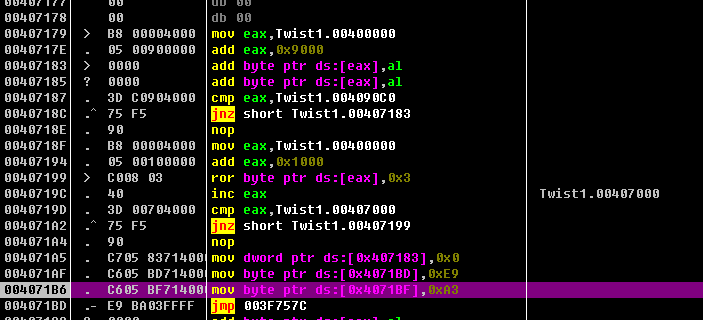 00407177 00 db 00
00407178 00 db 00
00407179 > B8 00004000 mov eax,Twist1.00400000
0040717E . 05 00900000 add eax,0x9000
00407183 > 0000 add byte ptr ds:[eax],al
00407185 ? 0000 add byte ptr ds:[eax],al
00407187 . 3D C0904000 cmp eax,Twist1.004090C0
0040718C .^ 75 F5 jnz short Twist1.00407183
0040718E . 90 nop
0040718F . B8 00004000 mov eax,Twist1.00400000
00407194 . 05 00100000 add eax,0x1000
00407199 > C008 03 ror byte ptr ds:[eax],0x3
0040719C . 40 inc eax Twist1.00407000
0040719D . 3D 00704000 cmp eax,Twist1.00407000
004071A2 .^ 75 F5 jnz short Twist1.00407199
004071A4 . 90 nop
004071A5 . C705 83714000 mov dword ptr ds:[0x407183],0x0
004071AF . C605 BD714000 mov byte ptr ds:[0x4071BD],0xE9
004071B6 . C605 BF714000 mov byte ptr ds:[0x4071BF],0xA3
004071BD .- E9 BA03FFFF jmp 003F757C